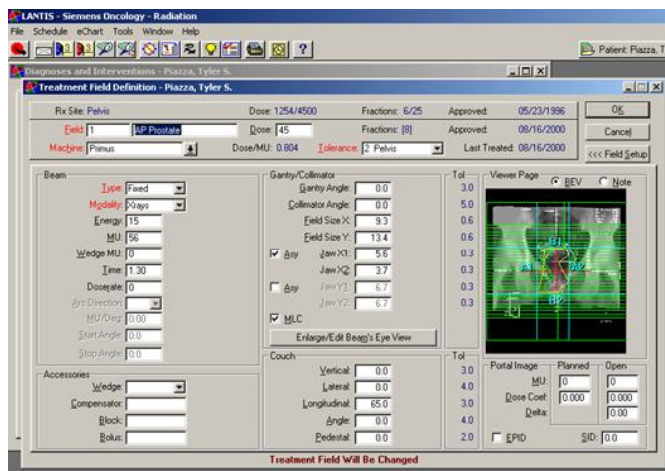 LANTIS - Siemens Oncology - Radiation
File Schedule eChart Tools Window Help
Patient: Piazza, T
Diagnoses and Interventions - Piazza, Tyler S.
Treatment Field Definition - Piazza, Tyler S.
Rx Site: Pelvis Dose: 1254/4500 Fractions: 6/25 Approved: 05/23/1996 OK
Field: 1 AP Prostate Dose: 45 Fractions: [8] Approved: 08/16/2000 Cancel
Machine: Primus Dose/MU: 0.804 Tolerance: 2 Pelvis Last Treated: 08/16/2000 <<< Field Setup
Beam
Type: Fixed
Modality: Xrays
Energy: 15
MU: 56
Wedge MU: 0
Time: 1.30
Doserate: 0
Arc Direction:
MU/Deg: 0.00
Start Angle: 0.0
Stop Angle: 0.0
Accessories
Wedge:
Compensator:
Block:
Bolus:
Gantry/Collimator Tol
Gantry Angle: 0.0 3.0
Collimator Angle: 0.0 5.0
Field Size X: 9.3 0.6
Field Size Y: 13.4 0.6
Asy Jaw X1: 5.6 0.3
Jaw X2: 3.7 0.3
Asy Jaw Y1: 6.7 0.3
Jaw Y2: 6.7 0.3
MLC
Enlarge/Edit Beam's Eye View
Couch Tol
Vertical: 0.0 3.0
Lateral: 0.0 4.0
Longitudinal: 65.0 3.0
Angle: 0.0 4.0
Pedestal: 0.0 2.0
Viewer Page BEV Note
B1
A1 A2
B2
Portal Image Planned Open
MU: 0 0
Dose Coef: 0.000 0.000
Delta: 0.00
EPID SID: 0.0
Treatment Field Will Be Changed